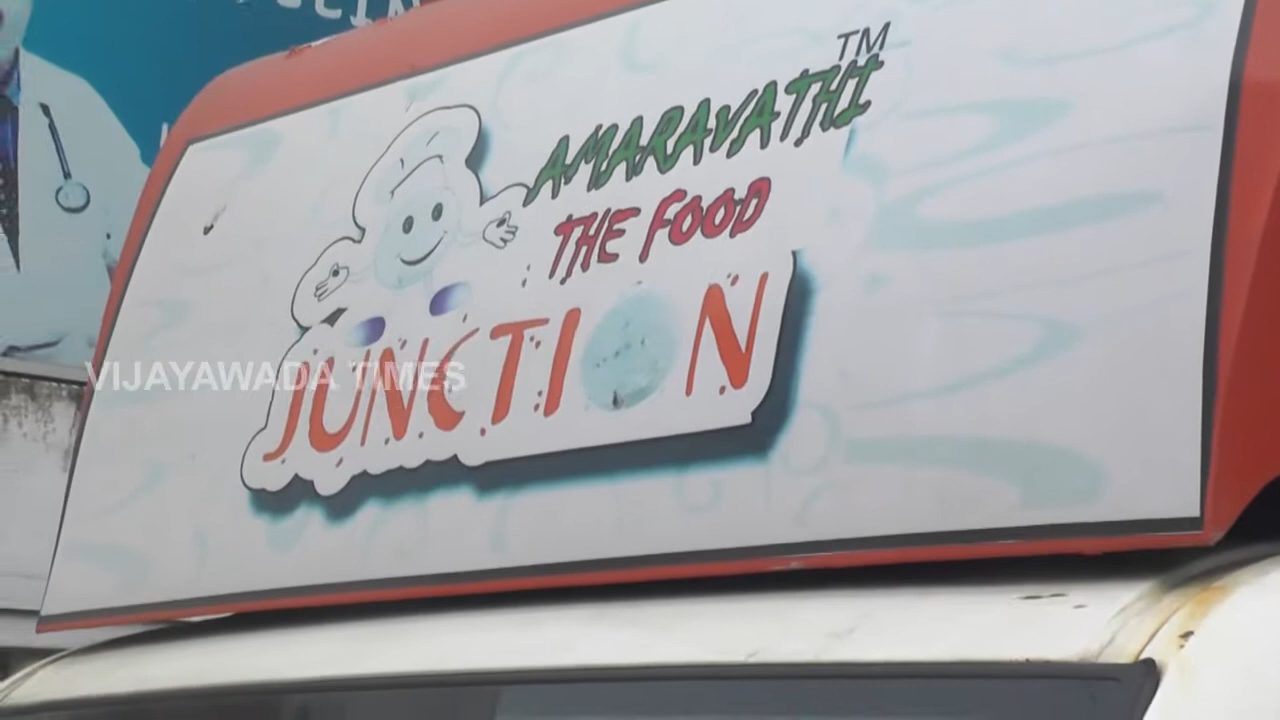 TM
AMARAVATHI
THE FOOD
JUNCTION
VIJAYAWADA TIMES